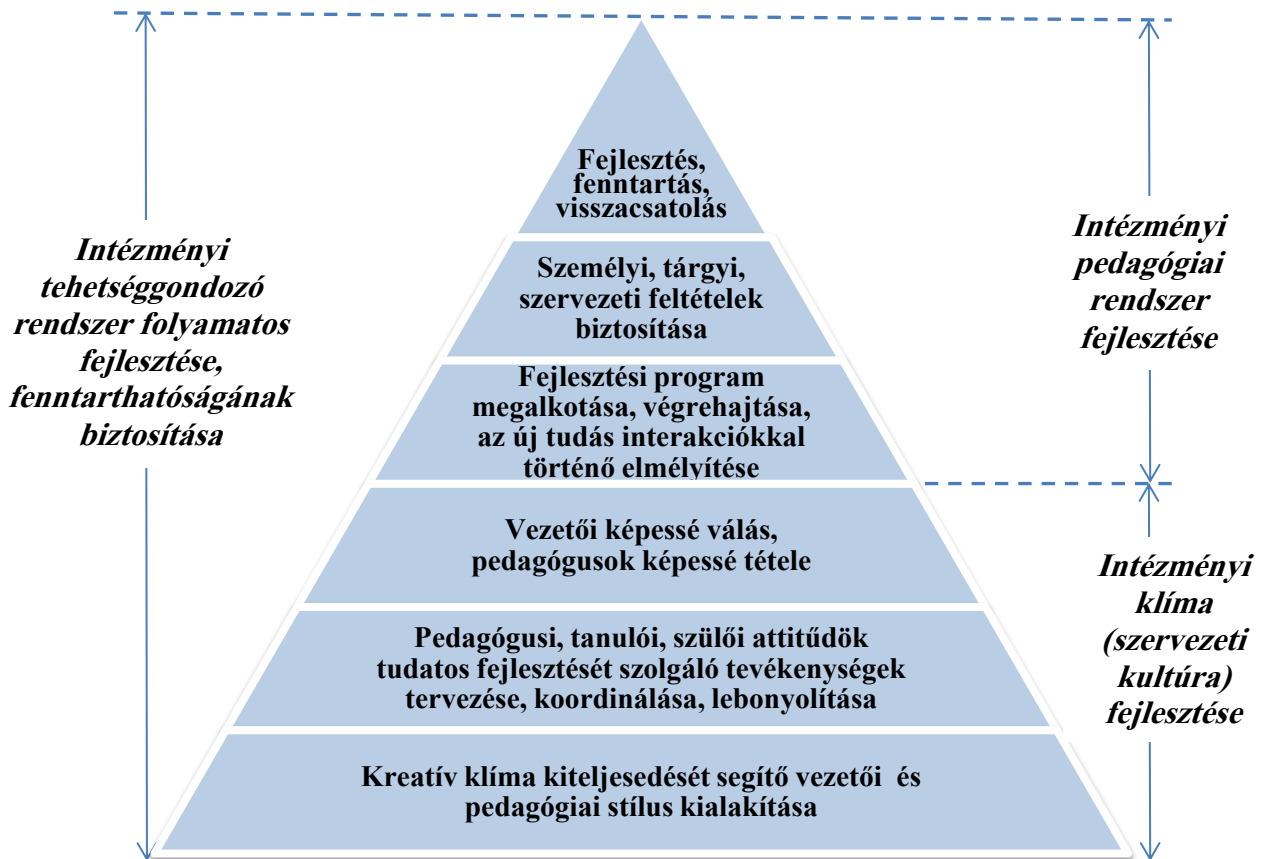 Fejlesztés,
fenntartás,
visszacsatolás
Személyi, tárgyi,
szervezeti feltételek
biztosítása
Fejlesztési program
megalkotása, végrehajtása,
az új tudás interakciókkal
történő elmélyítése
Vezetői képessé válás,
pedagógusok képessé tétele
Pedagógusi, tanulói, szülői attitűdök
tudatos fejlesztését szolgáló tevékenységek
tervezése, koordinálása, lebonyolítása
Kreatív klíma kiteljesedését segítő vezetői és
pedagógiai stílus kialakítása
Intézményi
tehetséggondozó
rendszer folyamatos
fejlesztése,
fenntarthatóságának
biztosítása
Intézményi
pedagógiai
rendszer
fejlesztése
Intézményi
klíma
(szervezeti
kultúra)
fejlesztése